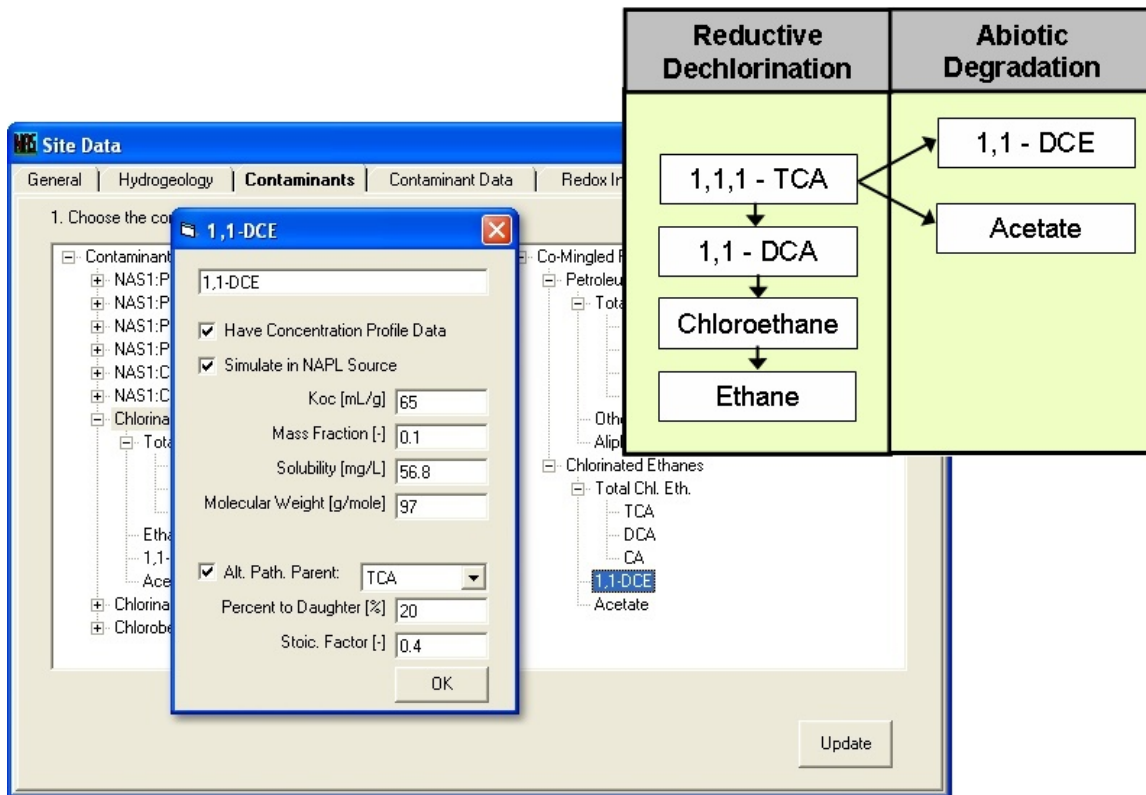 Reductive
Dechlorination
Abiotic
Degradation
1,1,1 - TCA
1,1 - DCA
Chloroethane
Ethane
1,1 - DCE
Acetate
Site Data
General
Hydrogeology
Contaminants
Contaminant Data
Redox In
1. Choose the co
Contaminant
NAS1:P
NAS1:P
NAS1:P
NAS1:P
NAS1:C
NAS1:C
Chlorina
Tota
Etha
1,1-
Ace
Chlorina
Chlorobe
1,1-DCE
1,1-DCE
Have Concentration Profile Data
Simulate in NAPL Source
Koc [mL/g] 65
Mass Fraction [-] 0.1
Solubility [mg/L] 56.8
Molecular Weight [g/mole] 97
Alt. Path. Parent: TCA
Percent to Daughter [%] 20
Stoic. Factor [-] 0.4
OK
Co-Mingled P
Petroleu
Tota
Othe
Aliph
Chlorinated Ethanes
Total Chl. Eth.
TCA
DCA
CA
1,1-DCE
Acetate
Update